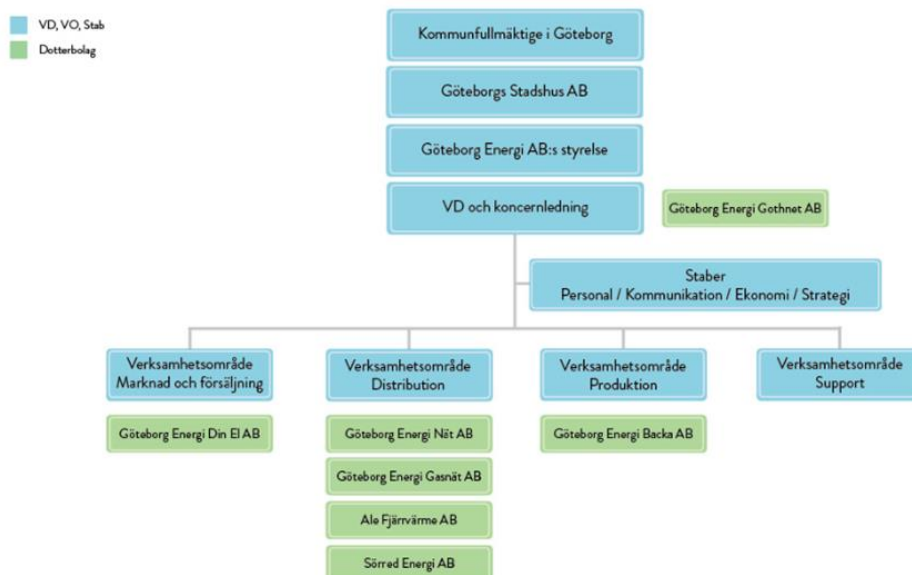 VD, VO, Stab
Dotterbolag
Kommunfullmäktige i Göteborg
Göteborgs Stadshus AB
Göteborg Energi AB:s styrelse
VD och koncernledning
Göteborg Energi Gothnet AB
Staber
Personal / Kommunikation / Ekonomi / Strategi
Verksamhetsområde
Marknad och försäljning
Verksamhetsområde
Distribution
Verksamhetsområde
Produktion
Verksamhetsområde
Support
Göteborg Energi Din El AB
Göteborg Energi Nät AB
Göteborg Energi Backa AB
Göteborg Energi Gasnät AB
Ale Fjärrvärme AB
Sörred Energi AB